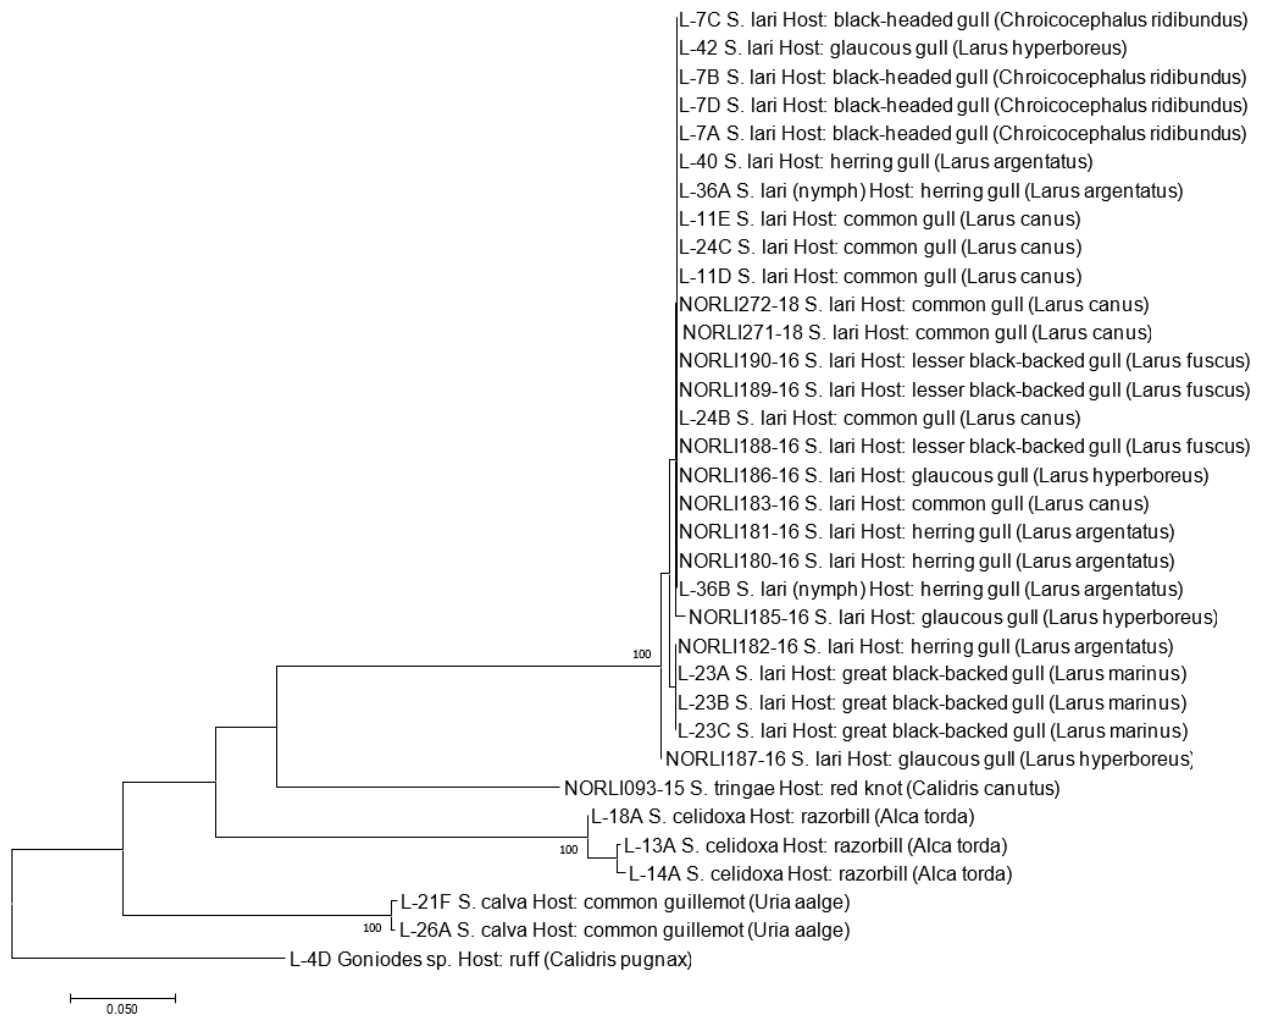 L-7C S. lari Host: black-headed gull (Chroicocephalus ridibundus)
L-42 S. lari Host: glaucous gull (Larus hyperboreus)
L-7B S. lari Host: black-headed gull (Chroicocephalus ridibundus)
L-7D S. lari Host: black-headed gull (Chroicocephalus ridibundus)
L-7A S. lari Host: black-headed gull (Chroicocephalus ridibundus)
L-40 S. lari Host: herring gull (Larus argentatus)
L-36A S. lari (nymph) Host: herring gull (Larus argentatus)
L-11E S. lari Host: common gull (Larus canus)
L-24C S. lari Host: common gull (Larus canus)
L-11D S. lari Host: common gull (Larus canus)
NORLI272-18 S. lari Host: common gull (Larus canus)
NORLI271-18 S. lari Host: common gull (Larus canus)
NORLI190-16 S. lari Host: lesser black-backed gull (Larus fuscus)
NORLI189-16 S. lari Host: lesser black-backed gull (Larus fuscus)
L-24B S. lari Host: common gull (Larus canus)
NORLI188-16 S. lari Host: lesser black-backed gull (Larus fuscus)
NORLI186-16 S. lari Host: glaucous gull (Larus hyperboreus)
NORLI183-16 S. lari Host: common gull (Larus canus)
NORLI181-16 S. lari Host: herring gull (Larus argentatus)
NORLI180-16 S. lari Host: herring gull (Larus argentatus)
L-36B S. lari (nymph) Host: herring gull (Larus argentatus)
NORLI185-16 S. lari Host: glaucous gull (Larus hyperboreus)
NORLI182-16 S. lari Host: herring gull (Larus argentatus)
100
L-23A S. lari Host: great black-backed gull (Larus marinus)
L-23B S. lari Host: great black-backed gull (Larus marinus)
L-23C S. lari Host: great black-backed gull (Larus marinus)
NORLI187-16 S. lari Host: glaucous gull (Larus hyperboreus)
NORLI093-15 S. tringae Host: red knot (Calidris canutus)
L-18A S. celidoxa Host: razorbill (Alca torda)
L-13A S. celidoxa Host: razorbill (Alca torda)
100
L-14A S. celidoxa Host: razorbill (Alca torda)
L-21F S. calva Host: common guillemot (Uria aalge)
100
L-26A S. calva Host: common guillemot (Uria aalge)
L-4D Goniodes sp. Host: ruff (Calidris pugnax)
0.050